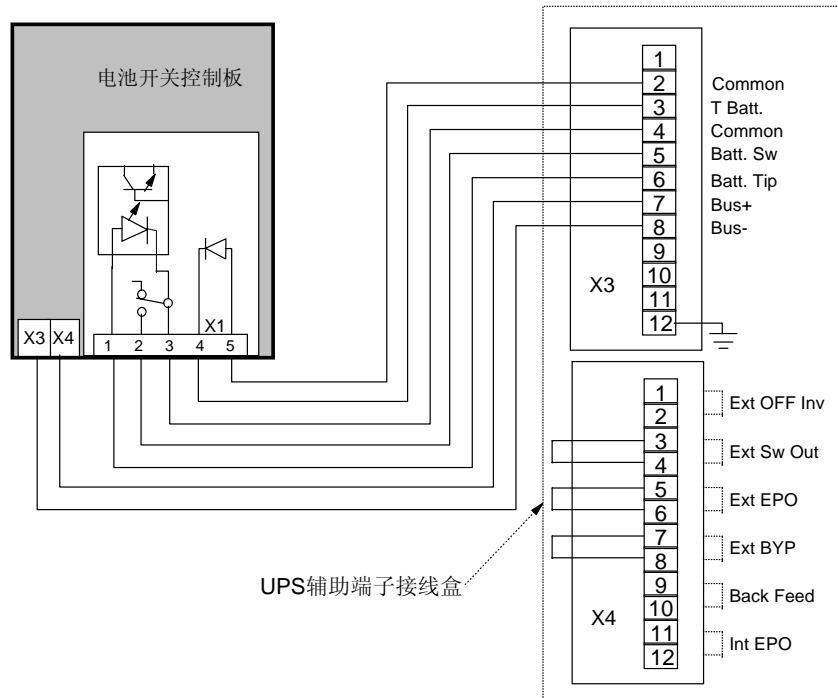 电池开关控制板
X1
X3 X4
1 2 3 4 5
1
2 Common
3 T Batt.
4 Common
5 Batt. Sw
6 Batt. Tip
7 Bus+
8 Bus-
9
10
X3
11
12
1
Ext OFF Inv
2
3
Ext Sw Out
4
5
Ext EPO
6
7
Ext BYP
8
9
Back Feed
10
X4
11
Int EPO
12
UPS辅助端子接线盒